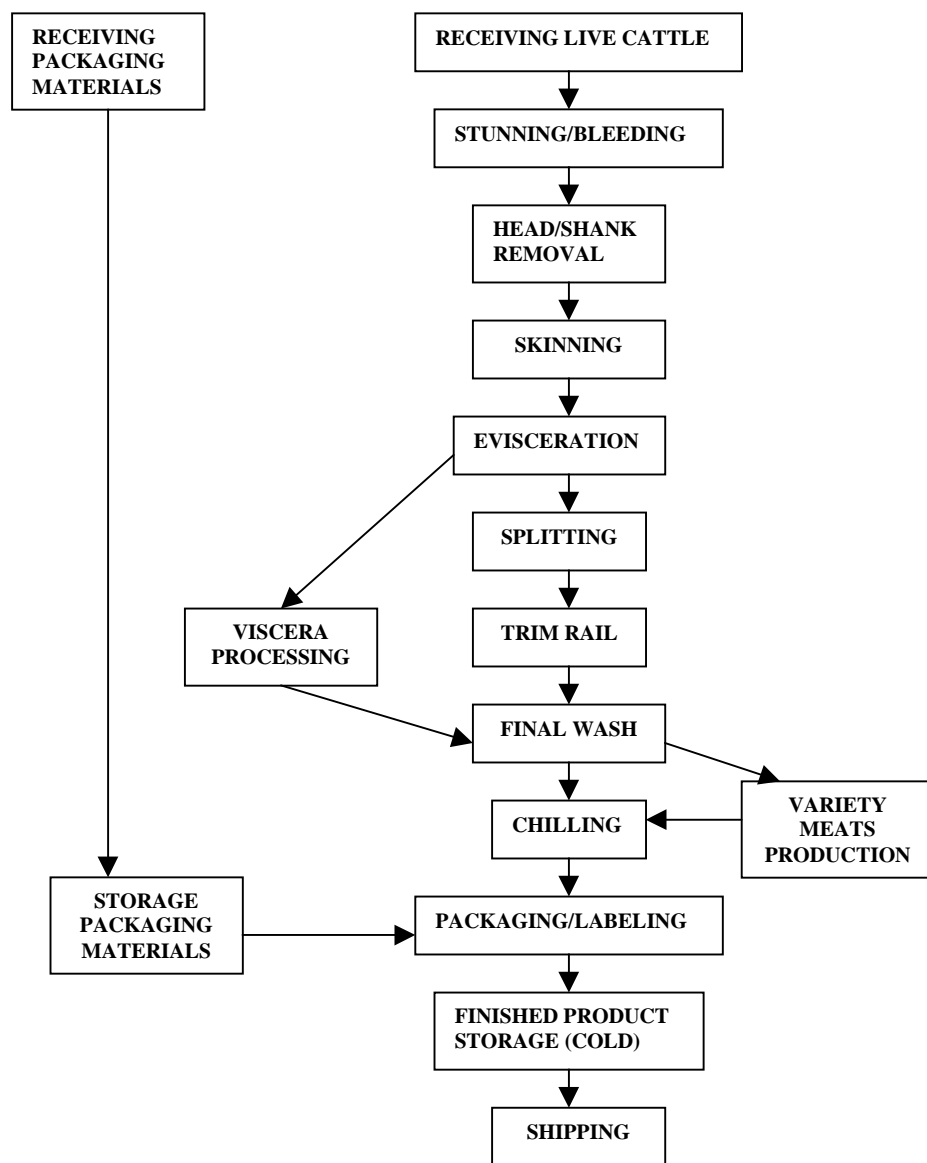 RECEIVING
PACKAGING
MATERIALS
RECEIVING LIVE CATTLE
STUNNING/BLEEDING
HEAD/SHANK
REMOVAL
SKINNING
EVISCERATION
SPLITTING
VISCERA
PROCESSING
TRIM RAIL
FINAL WASH
CHILLING
VARIETY
MEATS
PRODUCTION
STORAGE
PACKAGING
MATERIALS
PACKAGING/LABELING
FINISHED PRODUCT
STORAGE (COLD)
SHIPPING